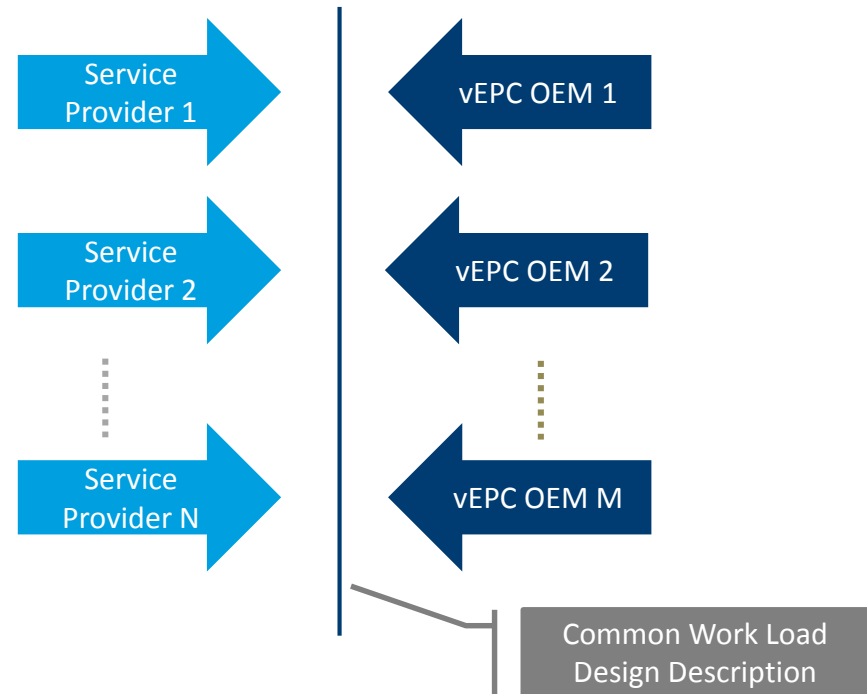 Service
Provider 1
vEPC OEM 1
Service
Provider 2
vEPC OEM 2
Service
Provider N
vEPC OEM M
Common Work Load
Design Description